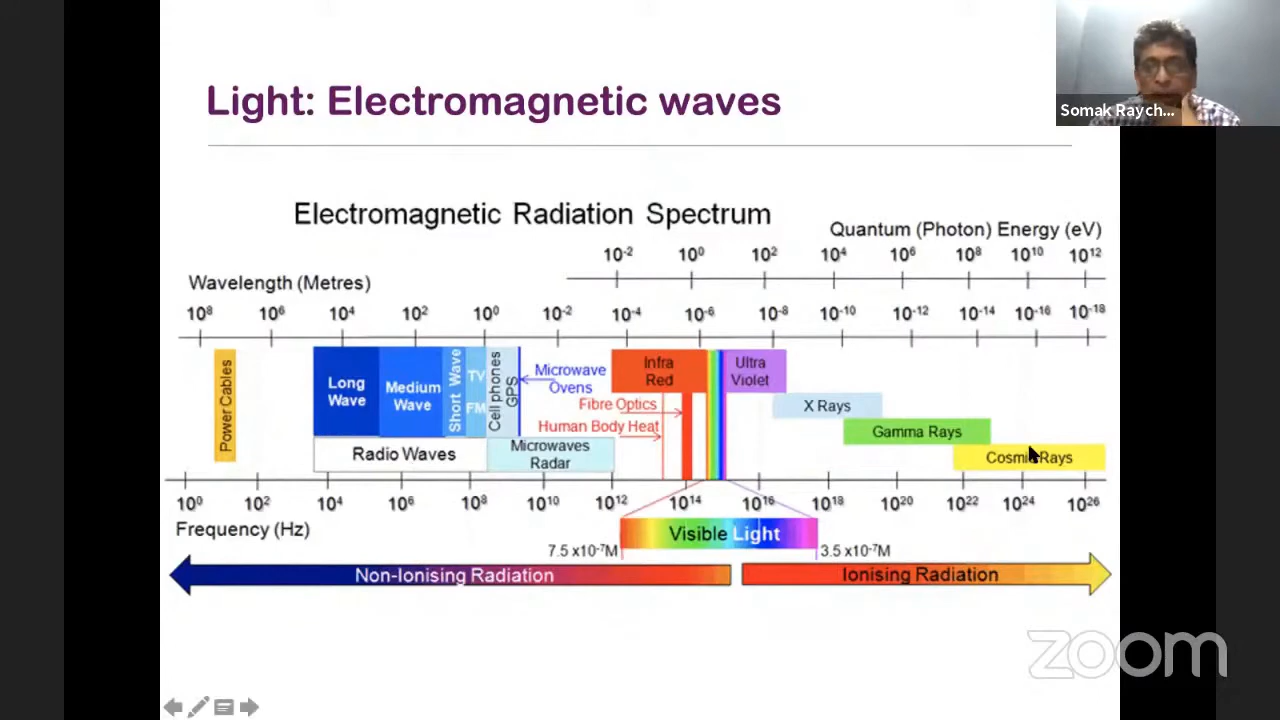 Light: Electromagnetic waves
Somak Raych...
Electromagnetic Radiation Spectrum
Quantum (Photon) Energy (eV)
10⁻² 10⁰ 10² 10⁴ 10⁶ 10⁸ 10¹⁰ 10¹²
Wavelength (Metres)
10⁸ 10⁶ 10⁴ 10² 10⁰ 10⁻² 10⁻⁴ 10⁻⁶ 10⁻⁸ 10⁻¹⁰ 10⁻¹² 10⁻¹⁴ 10⁻¹⁶ 10⁻¹⁸
Power Cables
Long
Wave
Medium
Wave
Short Wave
TV
FM
Cell phones
GPS
Microwave
Ovens
Infra
Red
Ultra
Violet
Fibre Optics
X Rays
Human Body Heat
Gamma Rays
Radio Waves
Microwaves
Radar
Cosmic Rays
10⁰ 10² 10⁴ 10⁶ 10⁸ 10¹⁰ 10¹² 10¹⁴ 10¹⁶ 10¹⁸ 10²⁰ 10²² 10²⁴ 10²⁶
Frequency (Hz)
Visible Light
7.5 x10⁻⁷M
3.5 x10⁻⁷M
Non-Ionising Radiation
Ionising Radiation
zoom